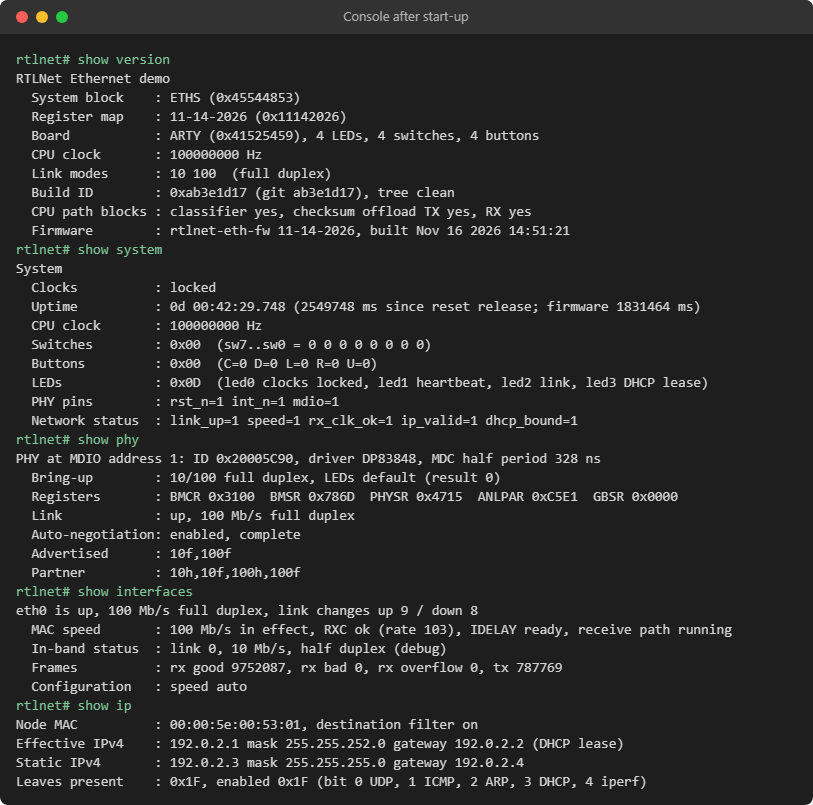 Console after start-up
rtlnet# show version
RTLNet Ethernet demo
  System block    : ETHS (0x45544853)
  Register map    : 11-14-2026 (0x11142026)
  Board           : ARTY (0x41525459), 4 LEDs, 4 switches, 4 buttons
  CPU clock       : 100000000 Hz
  Link modes      : 10 100  (full duplex)
  Build ID        : 0xab3e1d17 (git ab3e1d17), tree clean
  CPU path blocks : classifier yes, checksum offload TX yes, RX yes
  Firmware        : rtlnet-eth-fw 11-14-2026, built Nov 16 2026 14:51:21
rtlnet# show system
System
  Clocks          : locked
  Uptime          : 0d 00:42:29.748 (2549748 ms since reset release; firmware 1831464 ms)
  CPU clock       : 100000000 Hz
  Switches        : 0x00  (sw7..sw0 = 0 0 0 0 0 0 0 0)
  Buttons         : 0x00  (C=0 D=0 L=0 R=0 U=0)
  LEDs            : 0x0D  (led0 clocks locked, led1 heartbeat, led2 link, led3 DHCP lease)
  PHY pins        : rst_n=1 int_n=1 mdio=1
  Network status  : link_up=1 speed=1 rx_clk_ok=1 ip_valid=1 dhcp_bound=1
rtlnet# show phy
PHY at MDIO address 1: ID 0x20005C90, driver DP83848, MDC half period 328 ns
  Bring-up        : 10/100 full duplex, LEDs default (result 0)
  Registers       : BMCR 0x3100  BMSR 0x786D  PHYSR 0x4715  ANLPAR 0xC5E1  GBSR 0x0000
  Link            : up, 100 Mb/s full duplex
  Auto-negotiation: enabled, complete
  Advertised      : 10f,100f
  Partner         : 10h,10f,100h,100f
rtlnet# show interfaces
eth0 is up, 100 Mb/s full duplex, link changes up 9 / down 8
  MAC speed       : 100 Mb/s in effect, RXC ok (rate 103), IDELAY ready, receive path running
  In-band status  : link 0, 10 Mb/s, half duplex (debug)
  Frames          : rx good 9752087, rx bad 0, rx overflow 0, tx 787769
  Configuration   : speed auto
rtlnet# show ip
Node MAC          : 00:00:5e:00:53:01, destination filter on
Effective IPv4    : 192.0.2.1 mask 255.255.252.0 gateway 192.0.2.2 (DHCP lease)
Static IPv4       : 192.0.2.3 mask 255.255.255.0 gateway 192.0.2.4
Leaves present    : 0x1F, enabled 0x1F (bit 0 UDP, 1 ICMP, 2 ARP, 3 DHCP, 4 iperf)